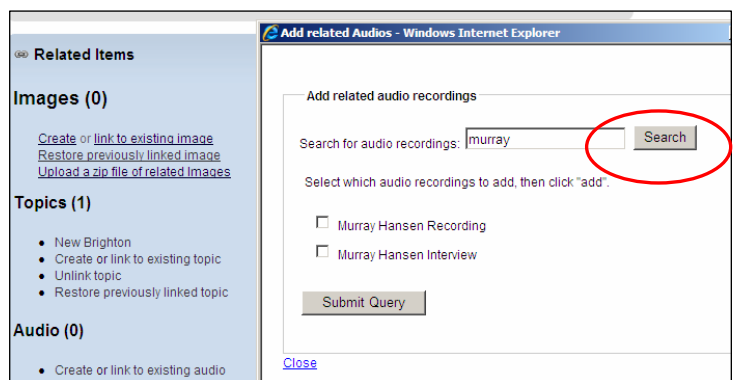 Related Items
Images (0)
Create or link to existing image
Restore previously linked image
Upload a zip file of related Images
Topics (1)
New Brighton
Create or link to existing topic
Unlink topic
Restore previously linked topic
Audio (0)
Create or link to existing audio
Add related Audios - Windows Internet Explorer
Add related audio recordings
Search for audio recordings: murray Search
Select which audio recordings to add, then click "add".
Murray Hansen Recording
Murray Hansen Interview
Submit Query
Close